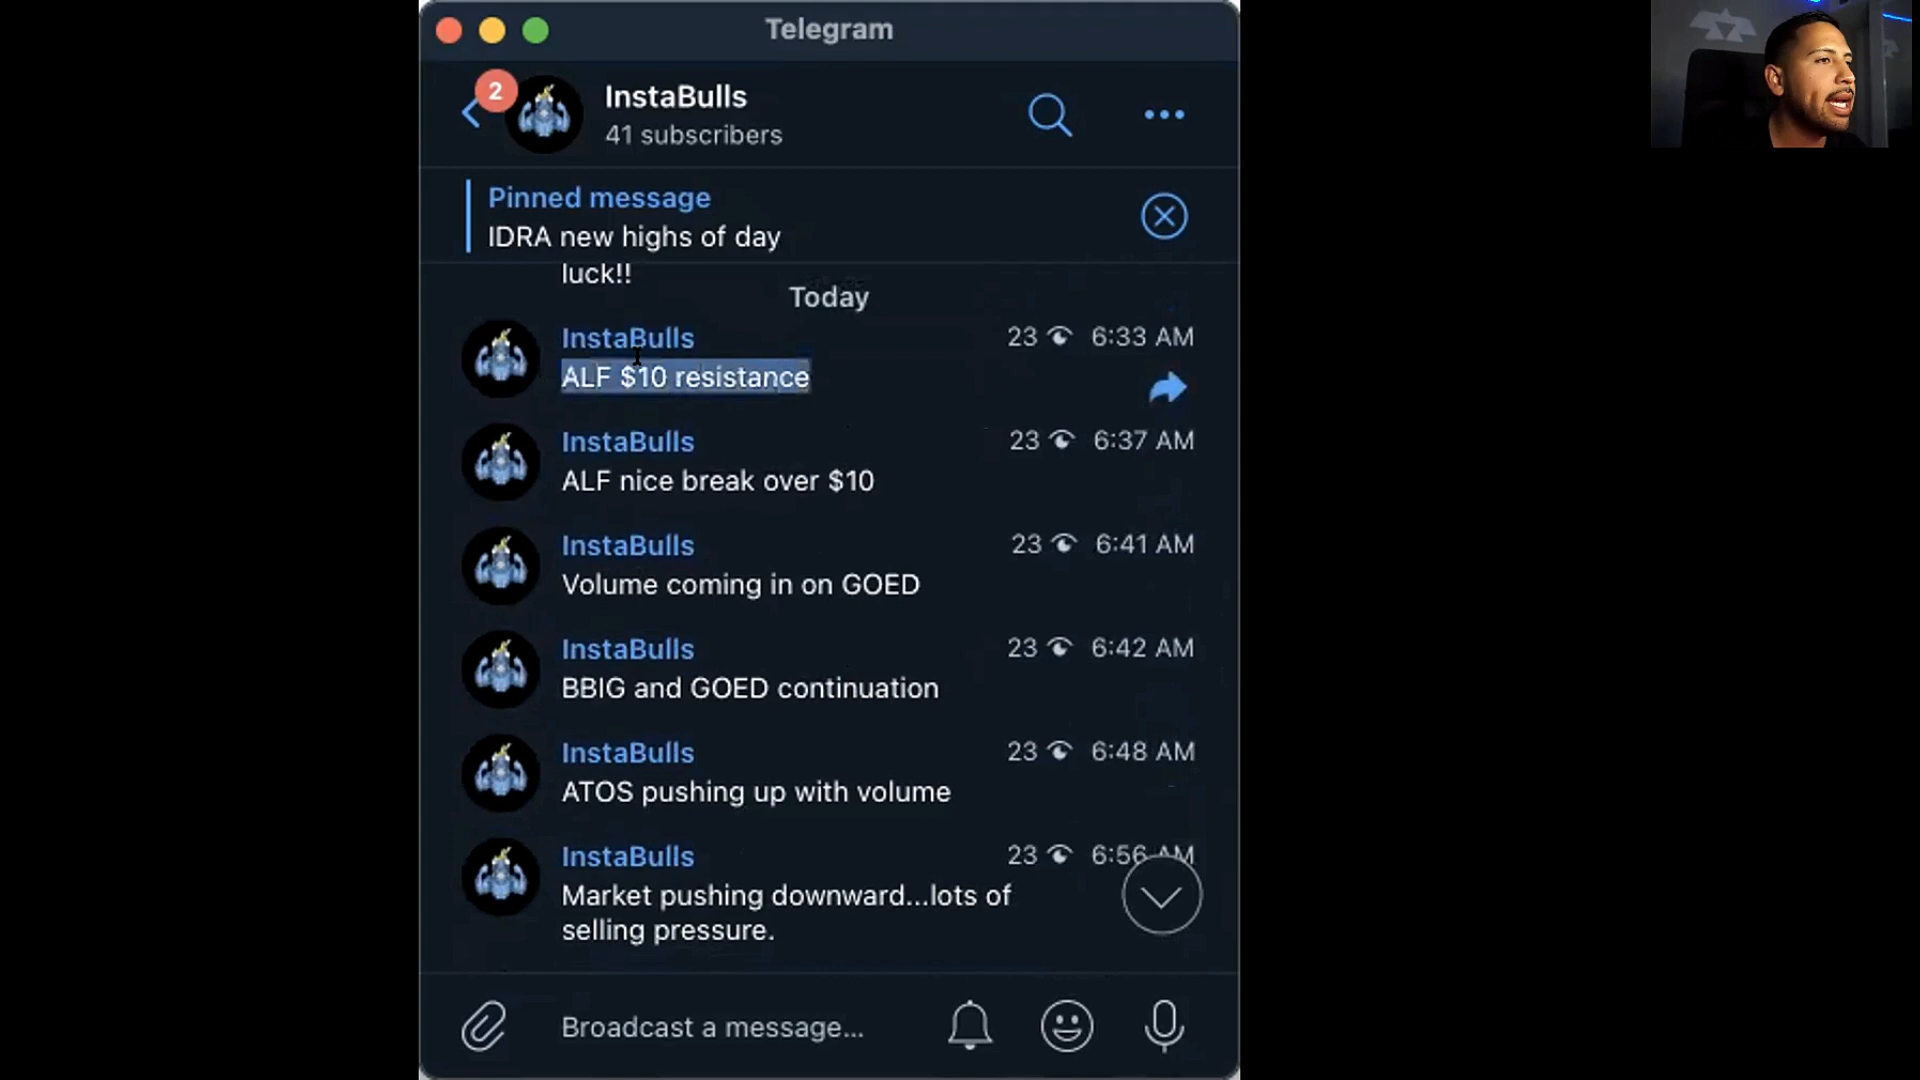 Telegram
2
InstaBulls
41 subscribers
Pinned message
IDRA new highs of day
luck!!
Today
InstaBulls 23 6:33 AM
ALF $10 resistance
InstaBulls 23 6:37 AM
ALF nice break over $10
InstaBulls 23 6:41 AM
Volume coming in on GOED
InstaBulls 23 6:42 AM
BBIG and GOED continuation
InstaBulls 23 6:48 AM
ATOS pushing up with volume
InstaBulls 23 6:56 AM
Market pushing downward...lots of
selling pressure.
Broadcast a message...